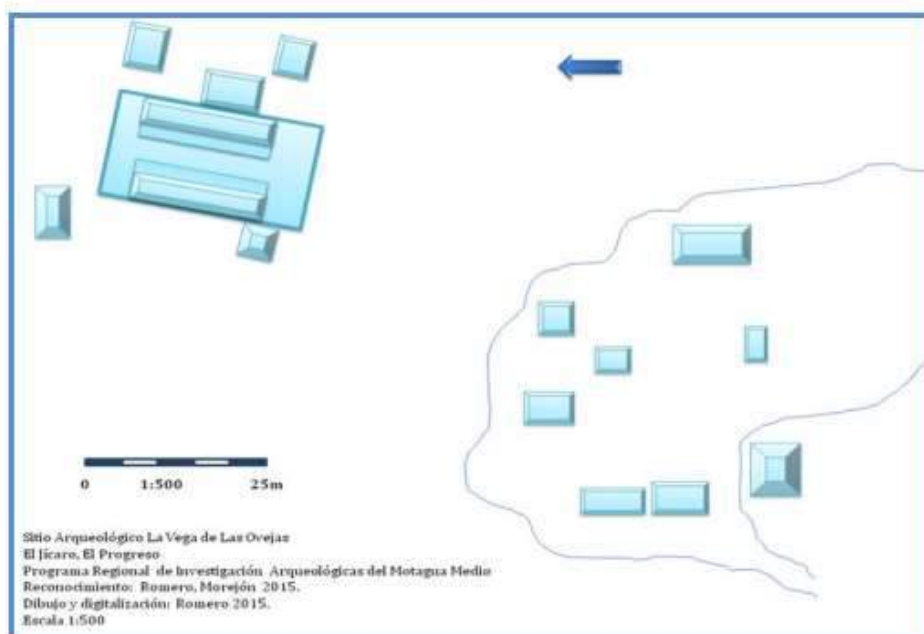 0 1:500 25m
Sitio Arqueológico La Vega de Las Ovejas
El Jícaro, El Progreso
Programa Regional de Investigación Arqueológicas del Motagua Medio
Reconocimiento: Romero, Morejón 2015.
Dibujo y digitalización: Romero 2015.
Escala 1:500